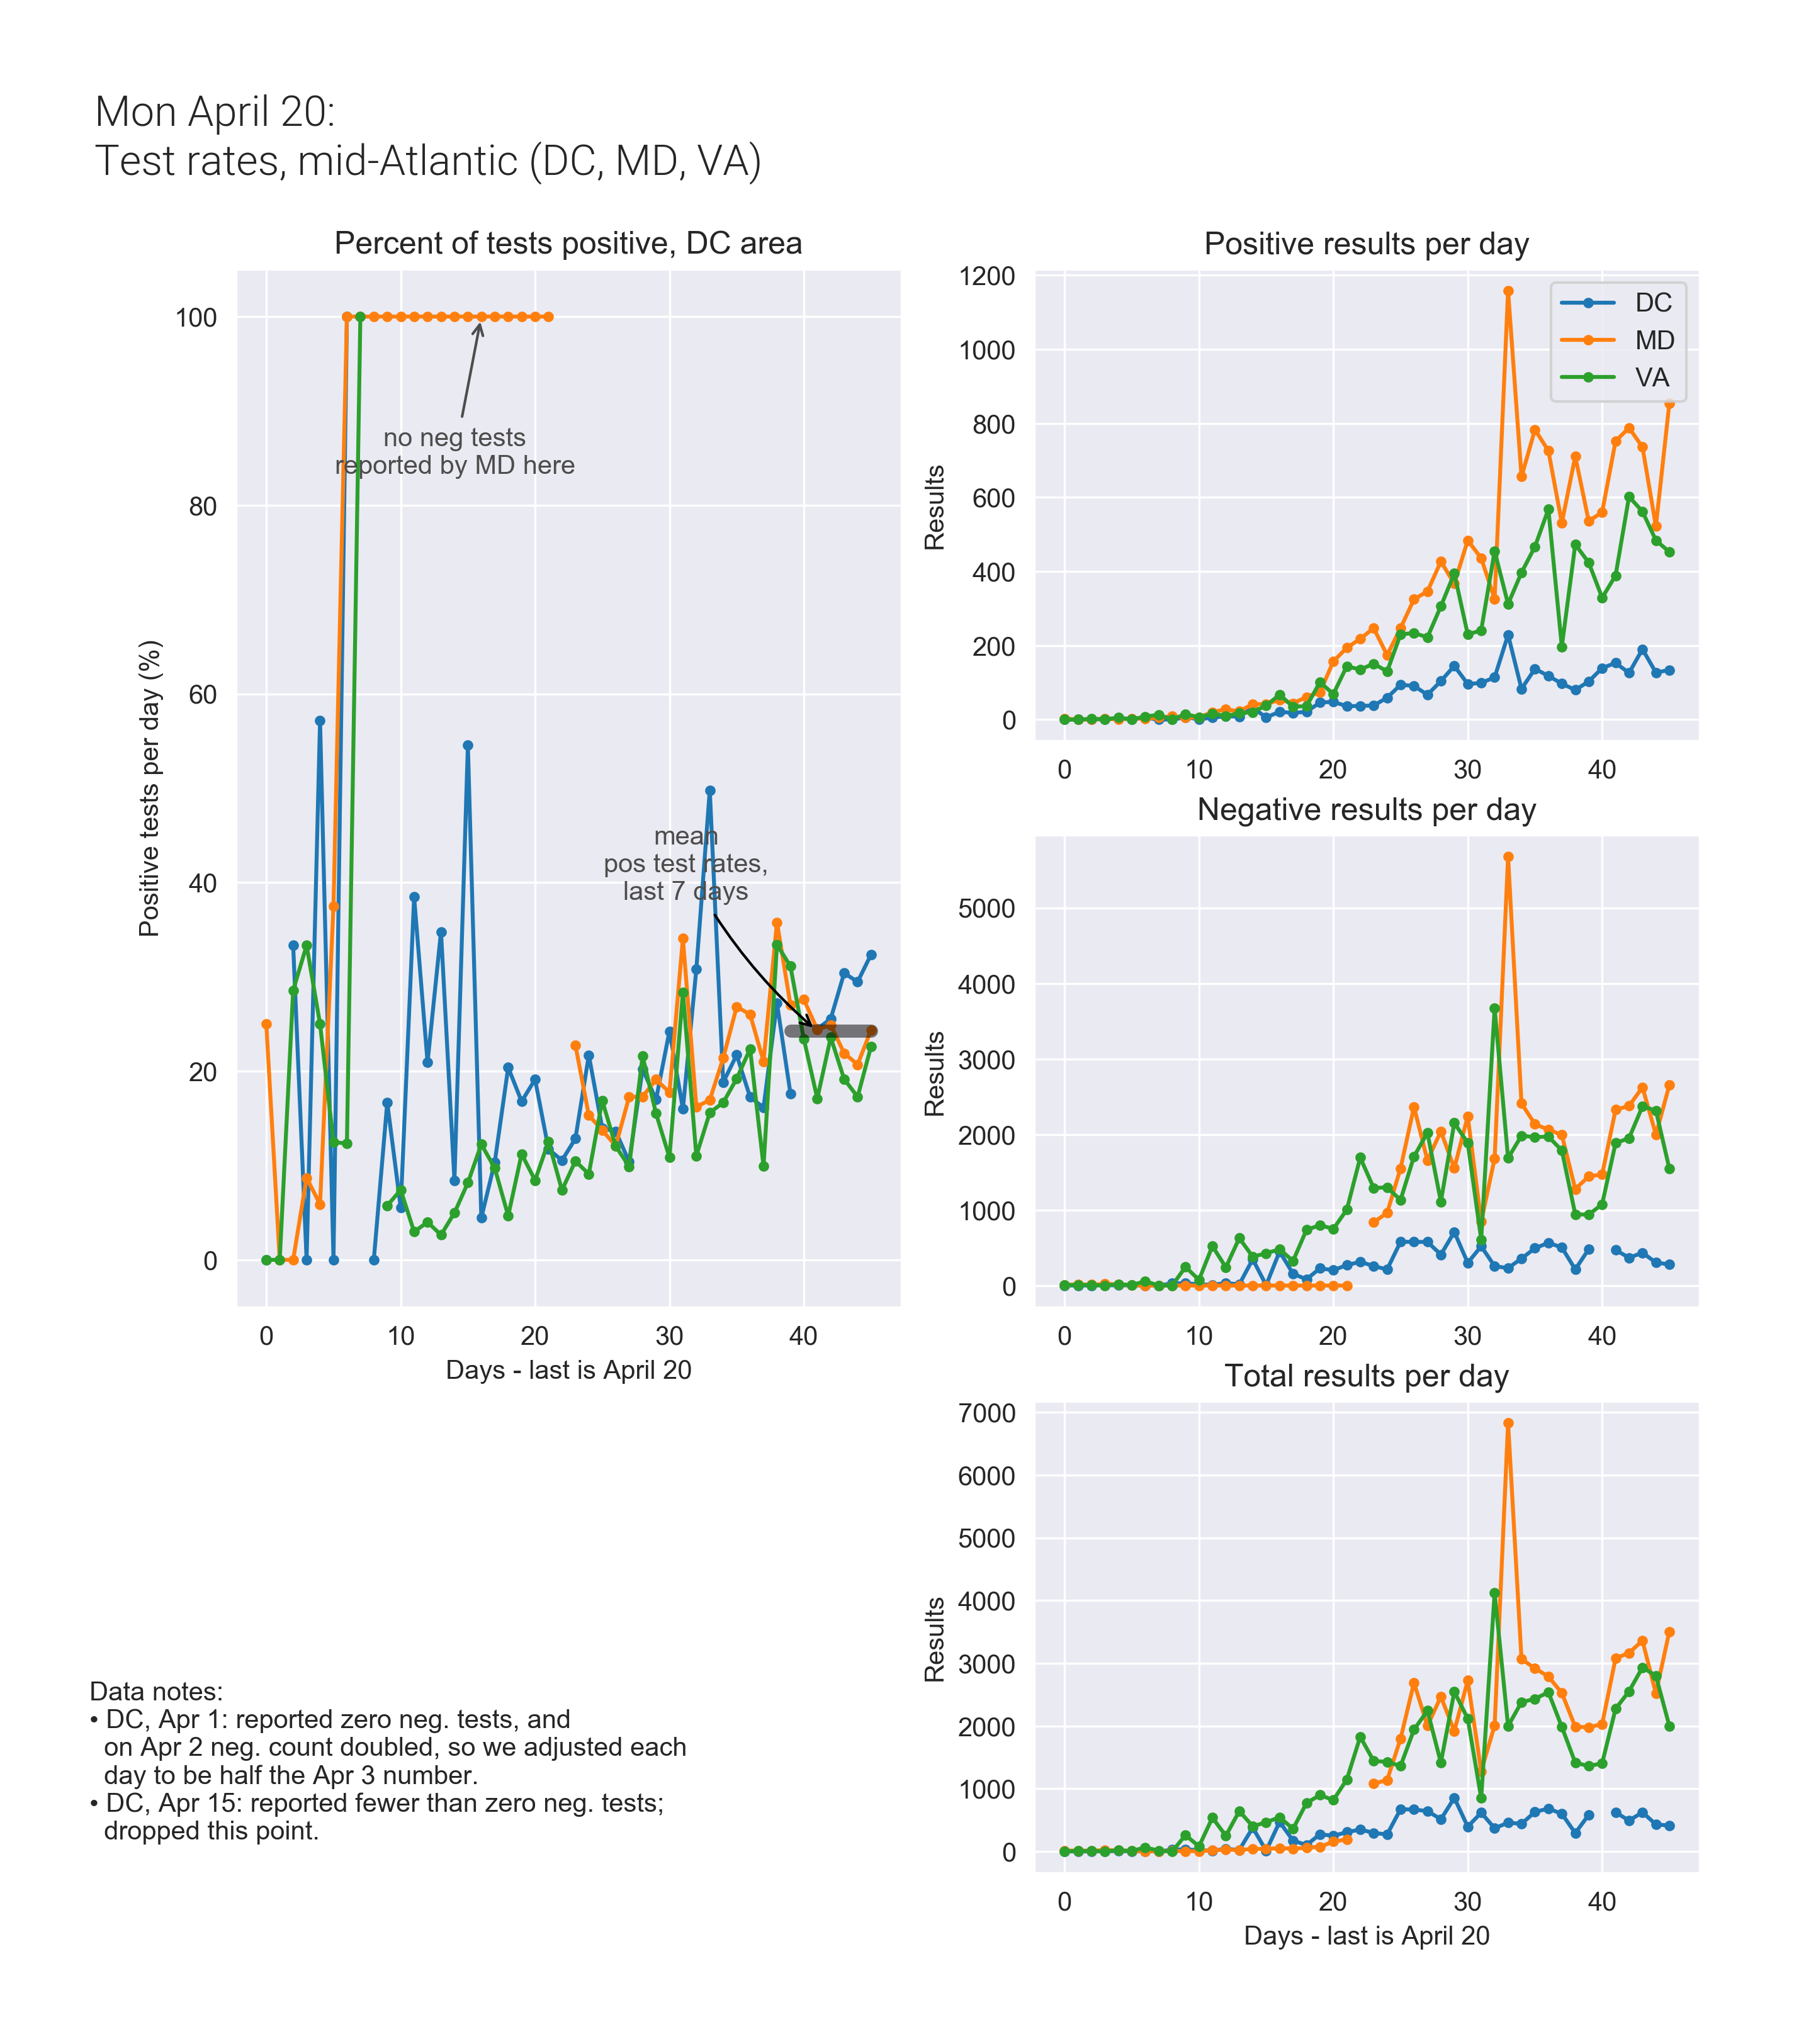 Mon April 20:
Test rates, mid-Atlantic (DC, MD, VA)
Percent of tests positive, DC area
Positive tests per day (%)
100
80
60
40
20
0
no neg tests
reported by MD here
mean
pos test rates,
last 7 days
0 10 20 30 40
Days - last is April 20
Positive results per day
Results
1200
1000
800
600
400
200
0
DC
MD
VA
0 10 20 30 40
Negative results per day
Results
5000
4000
3000
2000
1000
0
0 10 20 30 40
Total results per day
Results
7000
6000
5000
4000
3000
2000
1000
0
0 10 20 30 40
Days - last is April 20
Data notes:
• DC, Apr 1: reported zero neg. tests, and
on Apr 2 neg. count doubled, so we adjusted each
day to be half the Apr 3 number.
• DC, Apr 15: reported fewer than zero neg. tests;
dropped this point.